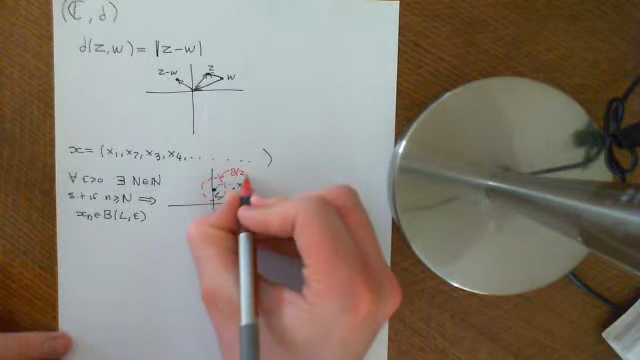 (ℂ, d)
d(z,w) = |z-w|
z-w z w
x = (x₁, x₂, x₃, x₄, . . . . . . )
∀ ε>0 ∃ N∈ℕ
s.t if n ≥ N ⟹
xₙ ∈ B(L, ε)